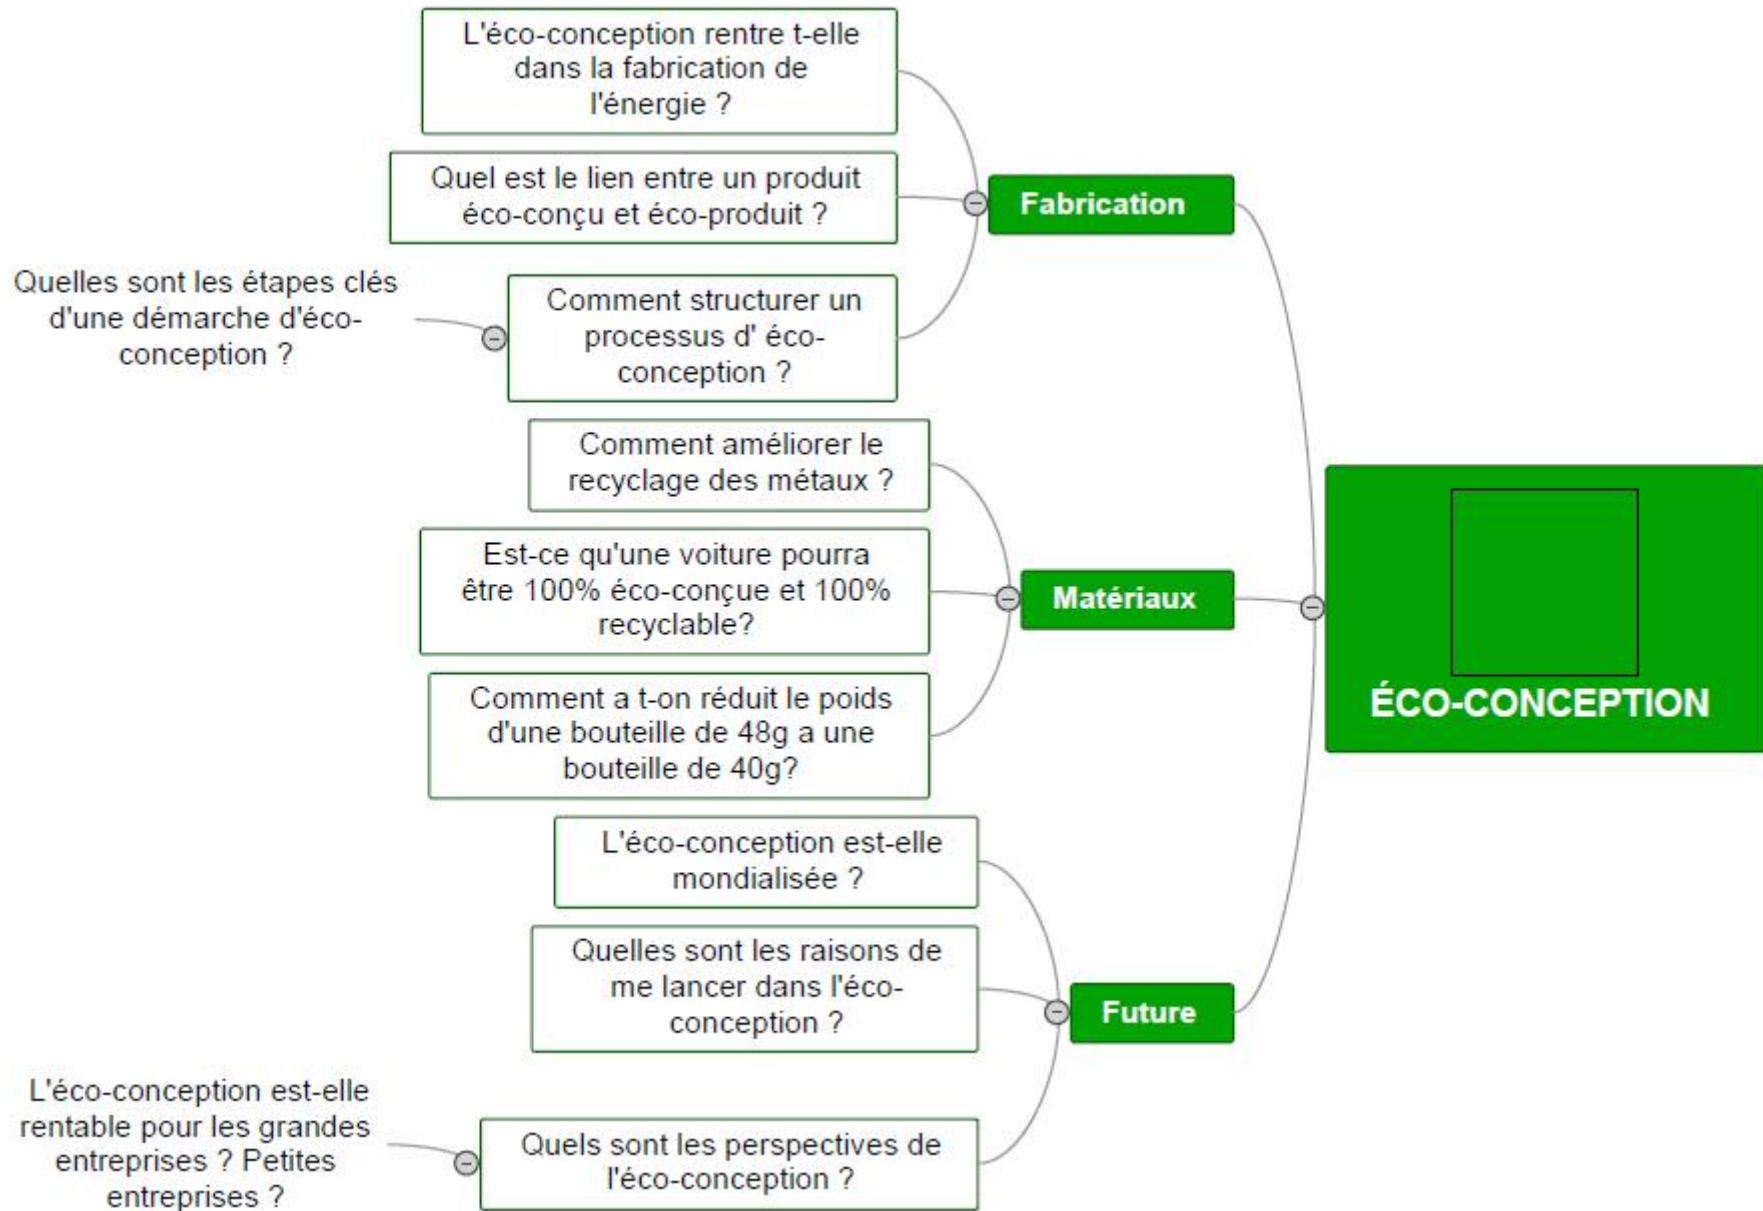 L'éco-conception rentre t-elle
dans la fabrication de
l'énergie ?
Quel est le lien entre un produit
éco-conçu et éco-produit ?
Fabrication
Quelles sont les étapes clés
d'une démarche d'éco-
conception ?
Comment structurer un
processus d' éco-
conception ?
Comment améliorer le
recyclage des métaux ?
Est-ce qu'une voiture pourra
être 100% éco-conçue et 100%
recyclable?
Matériaux
Comment a t-on réduit le poids
d'une bouteille de 48g a une
bouteille de 40g?
ÉCO-CONCEPTION
L'éco-conception est-elle
mondialisée ?
Quelles sont les raisons de
me lancer dans l'éco-
conception ?
Future
L'éco-conception est-elle
rentable pour les grandes
entreprises ? Petites
entreprises ?
Quels sont les perspectives de
l'éco-conception ?